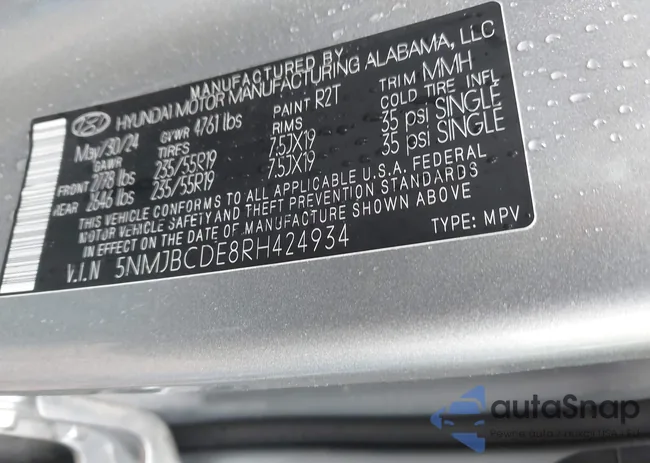 MANUFACTURED BY
HYUNDAI MOTOR MANUFACTURING ALABAMA, LLC
May/30/24 GVWR 4761 lbs PAINT R2T TRIM MMH
GAWR TIRES RIMS COLD TIRE INFL
FRONT 2778 lbs 235/55R19 7.5JX19 35 psi SINGLE
REAR 2646 lbs 235/55R19 7.5JX19 35 psi SINGLE
THIS VEHICLE CONFORMS TO ALL APPLICABLE U.S.A. FEDERAL
MOTOR VEHICLE SAFETY AND THEFT PREVENTION STANDARDS
IN EFFECT ON THE DATE OF MANUFACTURE SHOWN ABOVE
V.I.N 5NMJBCDE8RH424934 TYPE: MPV
autoSnap